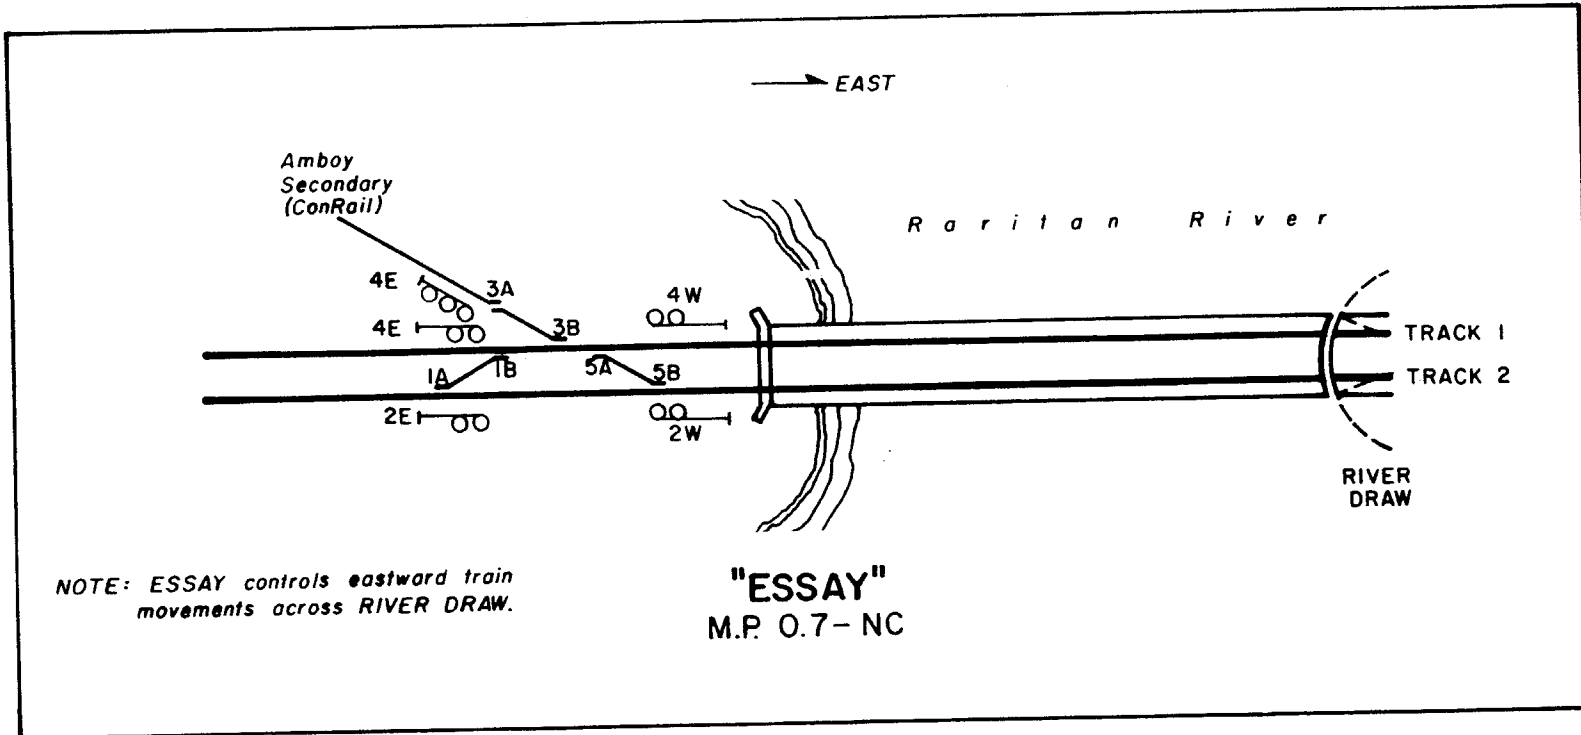 EAST
Amboy
Secondary
(ConRail)
Raritan River
4E
3A
4W
4E
3B
TRACK 1
1A
1B
5A
5B
TRACK 2
2E
2W
RIVER
DRAW
NOTE: ESSAY controls eastward train
movements across RIVER DRAW.
"ESSAY"
M.P. 0.7-NC